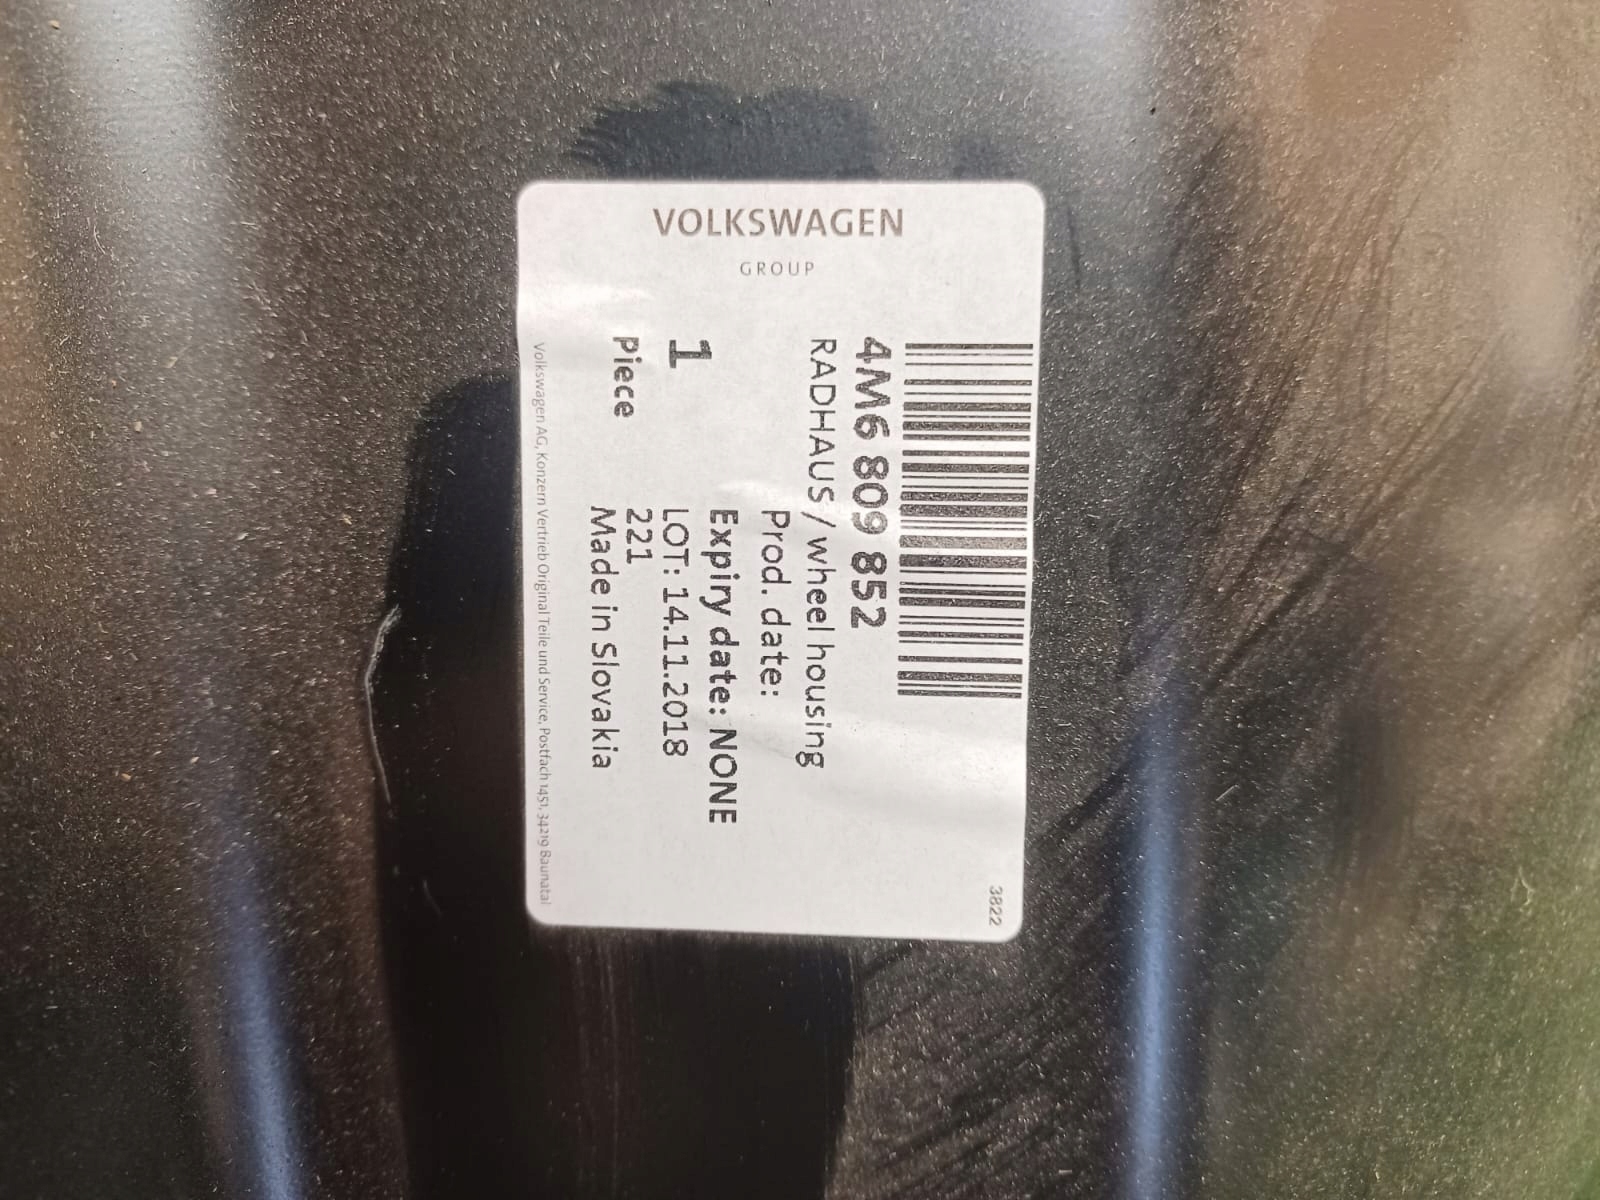 VOLKSWAGEN
GROUP
3822
4M6 809 852
RADHAUS / wheel housing
Prod. date:
Expiry date: NONE
1
LOT: 14.11.2018
Piece
221
Made in Slovakia
Volkswagen AG, Konzern Vertrieb Original Teile und Service, Postfach 1451, 34219 Baunatal